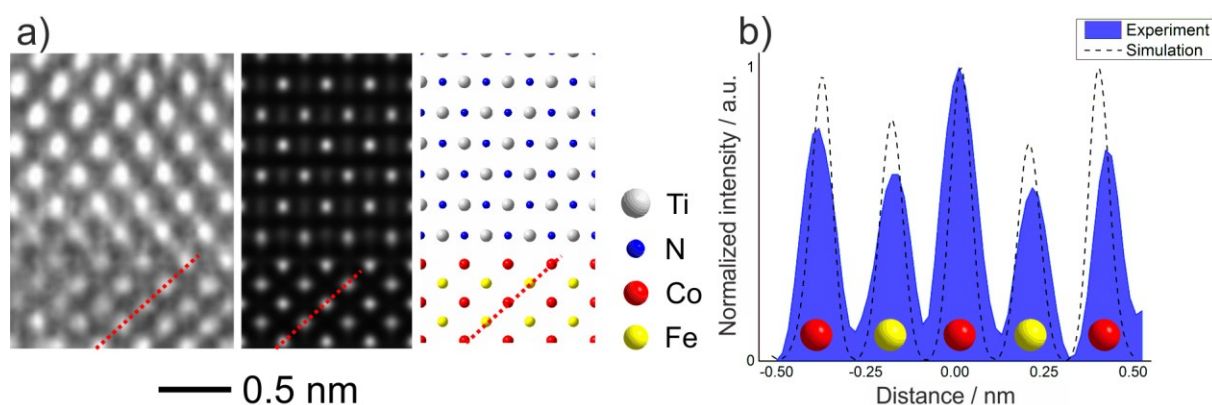 a)
0.5 nm
Ti
N
Co
Fe
b)
Experiment
Simulation
Normalized intensity / a.u.
1
0
-0.50
-0.25
0.00
0.25
0.50
Distance / nm